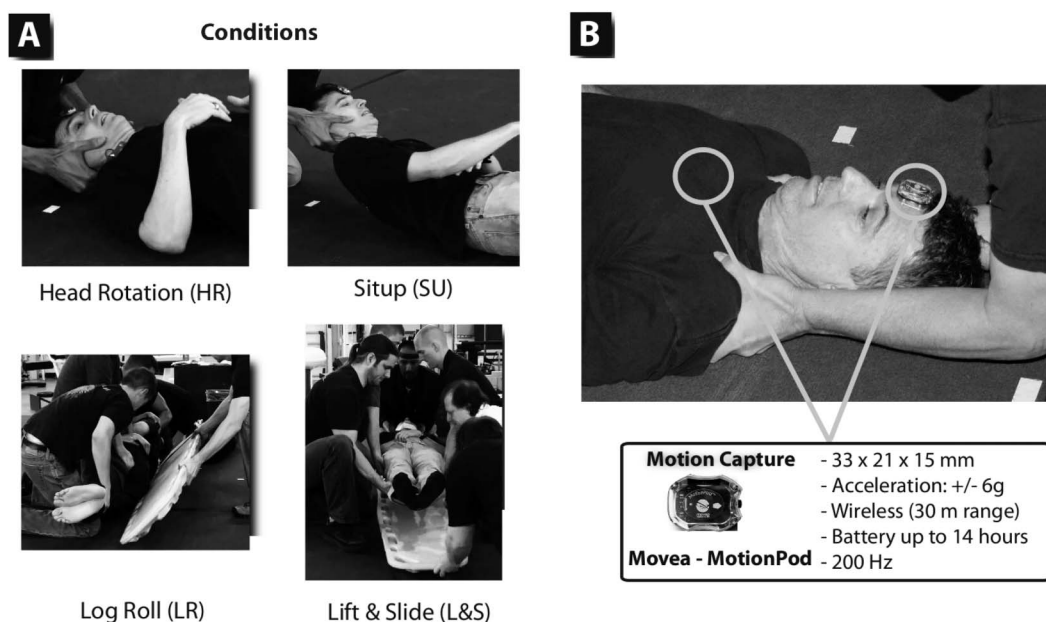 A
Conditions
Head Rotation (HR)
Situp (SU)
Log Roll (LR)
Lift & Slide (L&S)
B
Motion Capture
Movea - MotionPod
- 33 x 21 x 15 mm
- Acceleration: +/- 6g
- Wireless (30 m range)
- Battery up to 14 hours
- 200 Hz